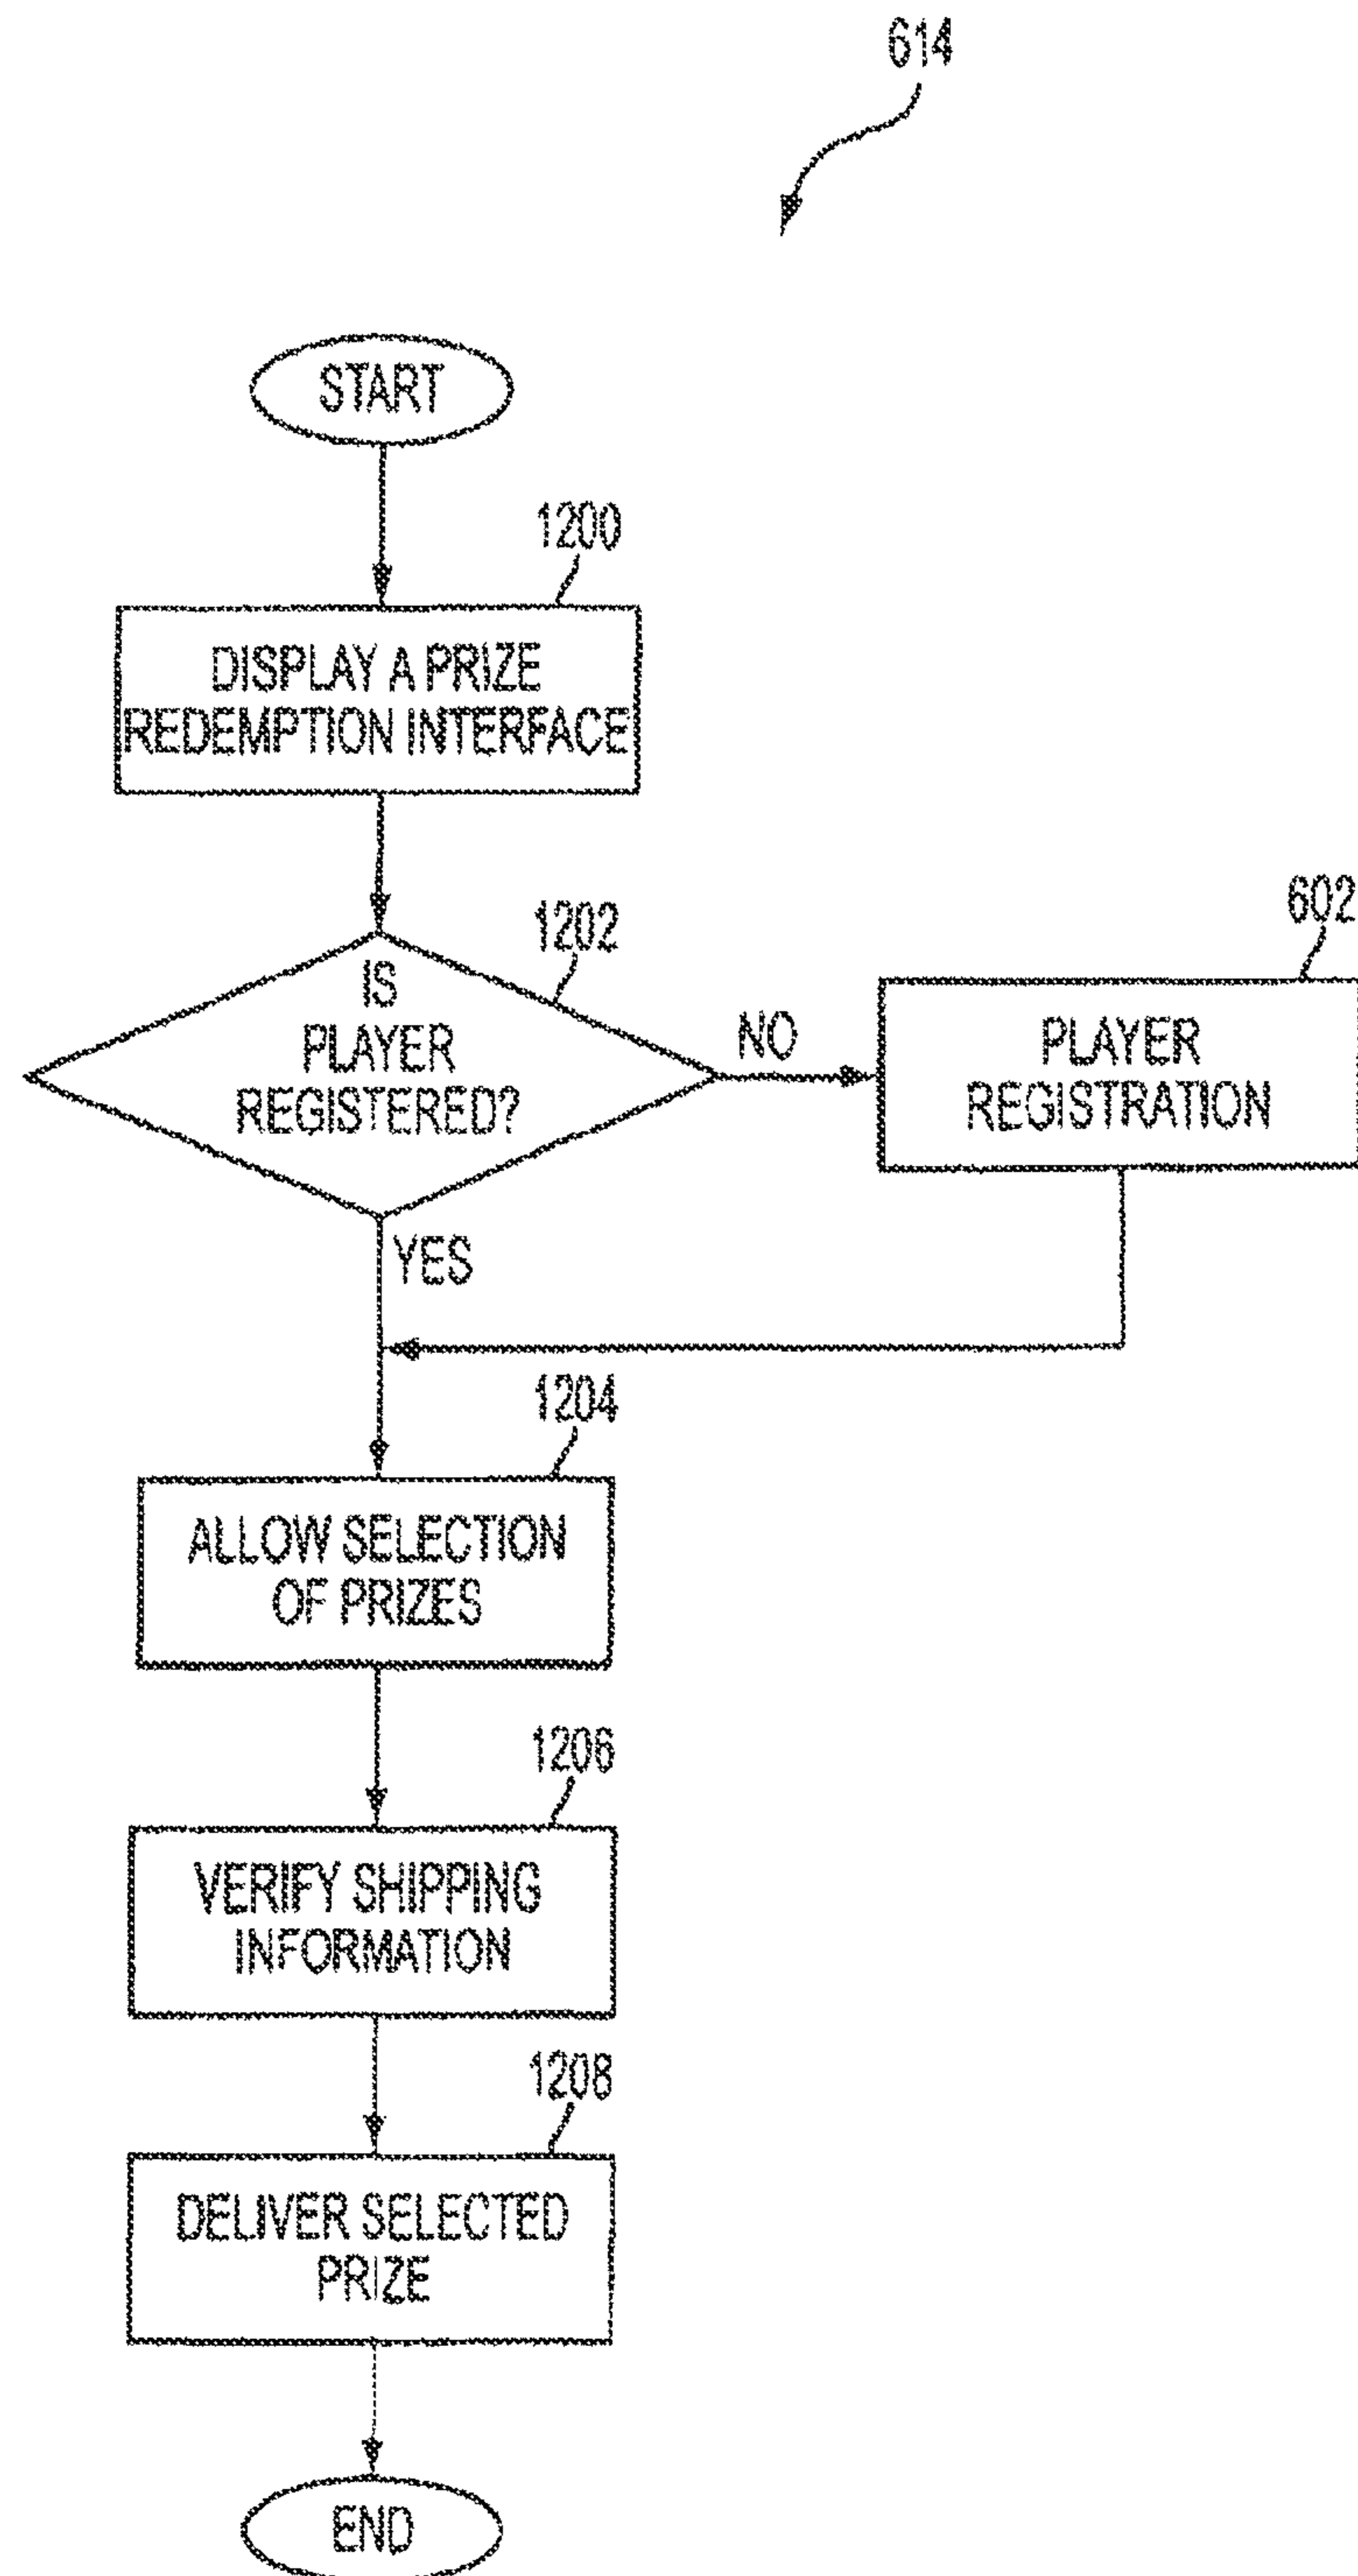 614
START
1200
DISPLAY A PRIZE
REDEMPTION INTERFACE
1202
IS
PLAYER
REGISTERED?
NO
602
PLAYER
REGISTRATION
YES
1204
ALLOW SELECTION
OF PRIZES
1206
VERIFY SHIPPING
INFORMATION
1208
DELIVER SELECTED
PRIZE
END